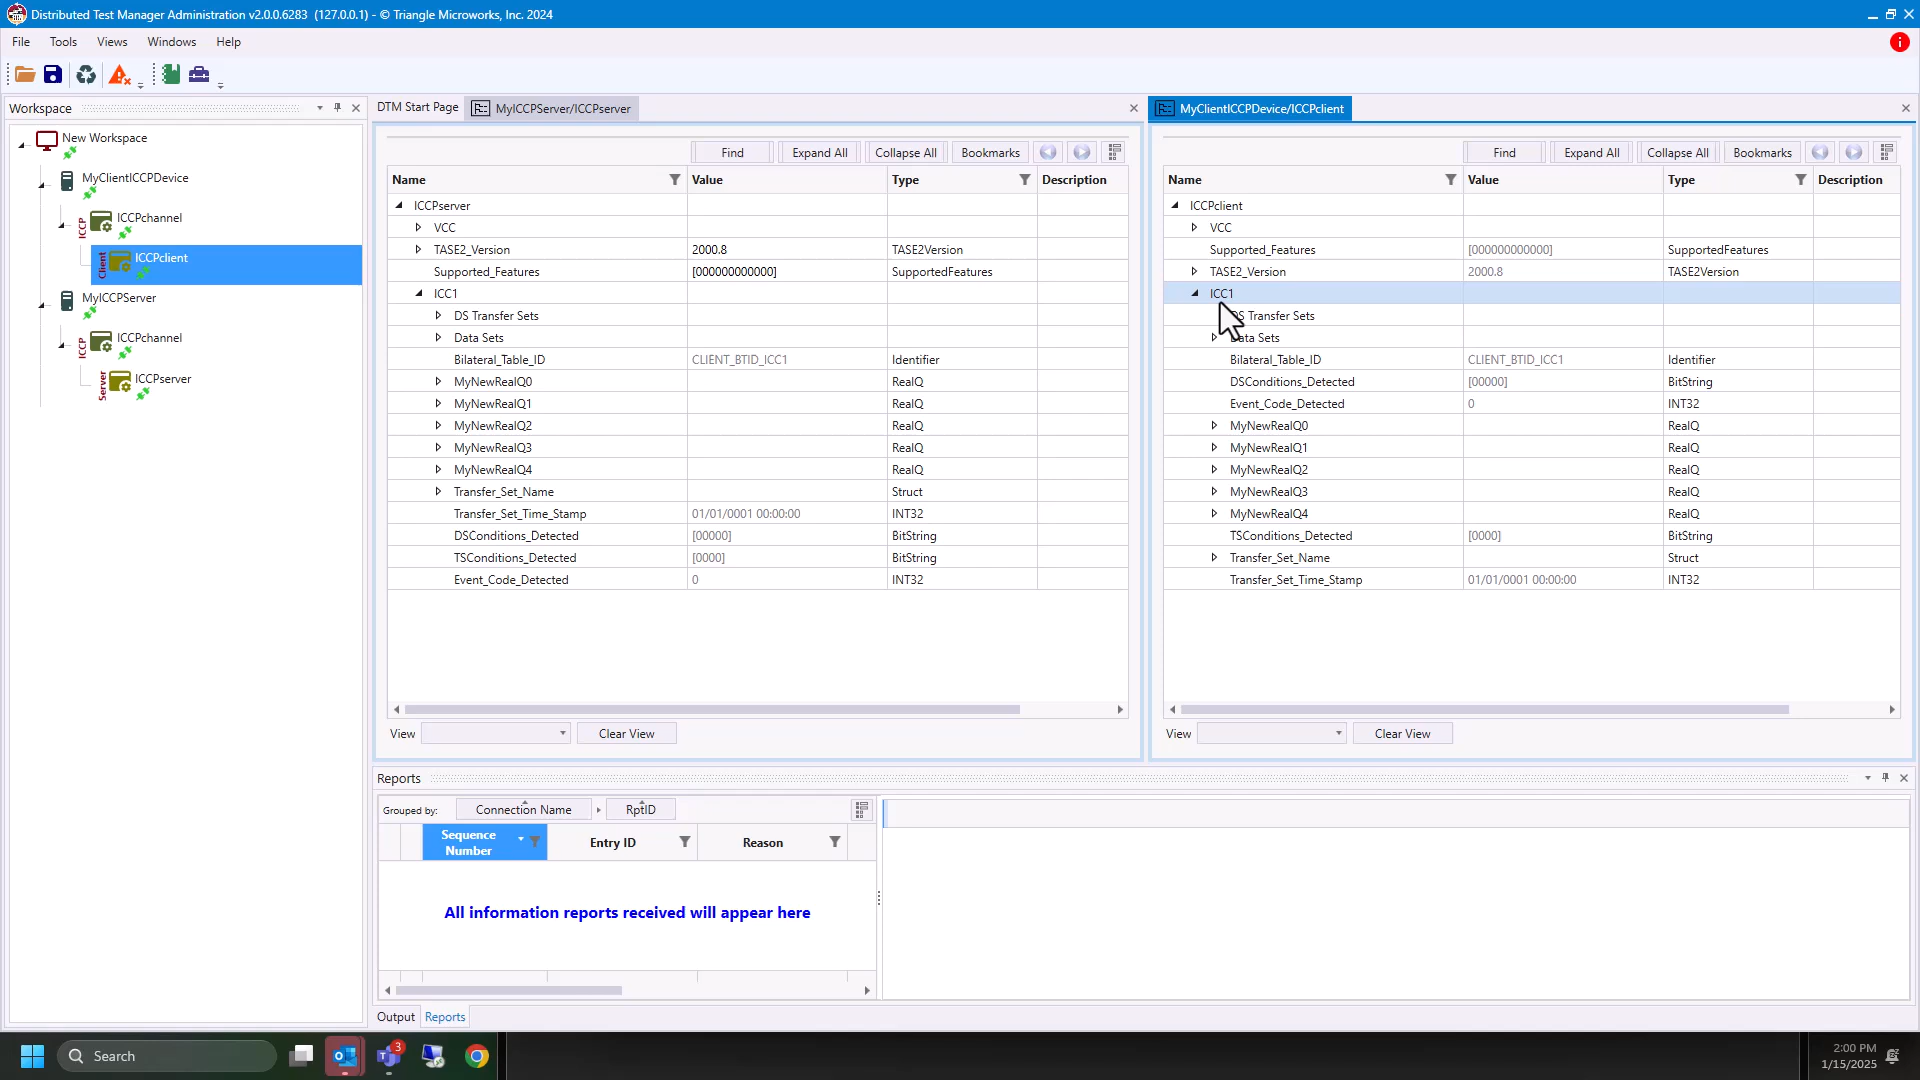 Distributed Test Manager Administration v2.0.0.6283 (127.0.0.1) - © Triangle Microworks, Inc. 2024
File Tools Views Windows Help
Workspace
New Workspace
MyClientICCPDevice
ICCP ICCPchannel
Client ICCPclient
MyICCPServer
ICCP ICCPchannel
Server ICCPserver
DTM Start Page MyICCPServer/ICCPserver
Find Expand All Collapse All Bookmarks
Name Value Type Description
ICCPserver
VCC
TASE2_Version 2000.8 TASE2Version
Supported_Features [000000000000] SupportedFeatures
ICC1
DS Transfer Sets
Data Sets
Bilateral_Table_ID CLIENT_BTID_ICC1 Identifier
MyNewRealQ0 RealQ
MyNewRealQ1 RealQ
MyNewRealQ2 RealQ
MyNewRealQ3 RealQ
MyNewRealQ4 RealQ
Transfer_Set_Name Struct
Transfer_Set_Time_Stamp 01/01/0001 00:00:00 INT32
DSConditions_Detected [00000] BitString
TSConditions_Detected [0000] BitString
Event_Code_Detected 0 INT32
View Clear View
MyClientICCPDevice/ICCPclient
Find Expand All Collapse All Bookmarks
Name Value Type Description
ICCPclient
VCC
Supported_Features [000000000000] SupportedFeatures
TASE2_Version 2000.8 TASE2Version
ICC1
DS Transfer Sets
Data Sets
Bilateral_Table_ID CLIENT_BTID_ICC1 Identifier
DSConditions_Detected [00000] BitString
Event_Code_Detected 0 INT32
MyNewRealQ0 RealQ
MyNewRealQ1 RealQ
MyNewRealQ2 RealQ
MyNewRealQ3 RealQ
MyNewRealQ4 RealQ
TSConditions_Detected [0000] BitString
Transfer_Set_Name Struct
Transfer_Set_Time_Stamp 01/01/0001 00:00:00 INT32
View Clear View
Reports
Grouped by: Connection Name RptID
Sequence Number Entry ID Reason
All information reports received will appear here
Output Reports
Search
3
2:00 PM
1/15/2025